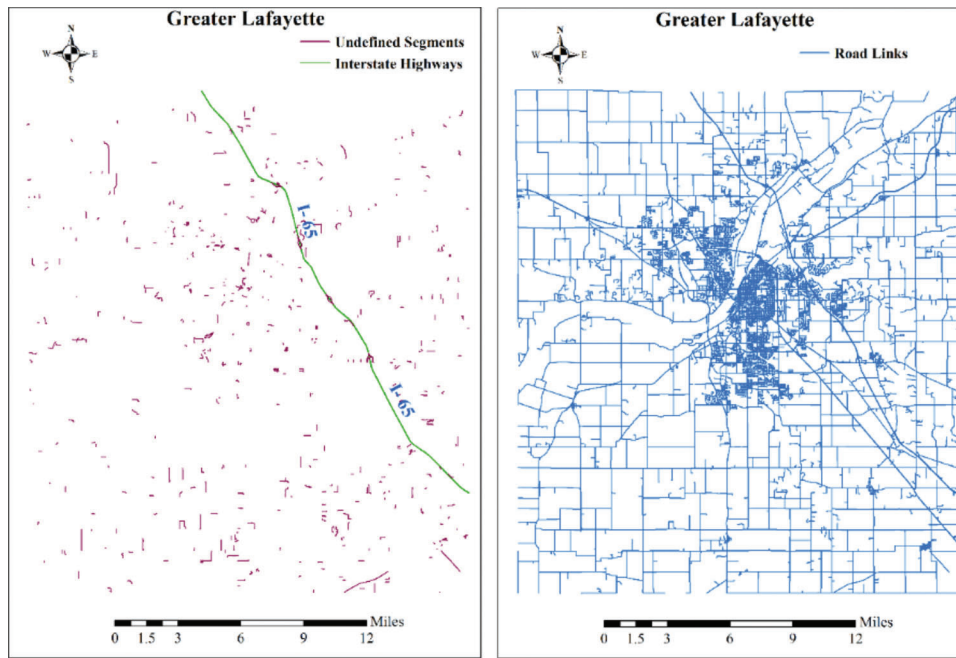 Greater Lafayette
N
W E
S
Undefined Segments
Interstate Highways
I-65
I-65
Miles
0 1.5 3 6 9 12
Greater Lafayette
N
W E
S
Road Links
Miles
0 1.5 3 6 9 12